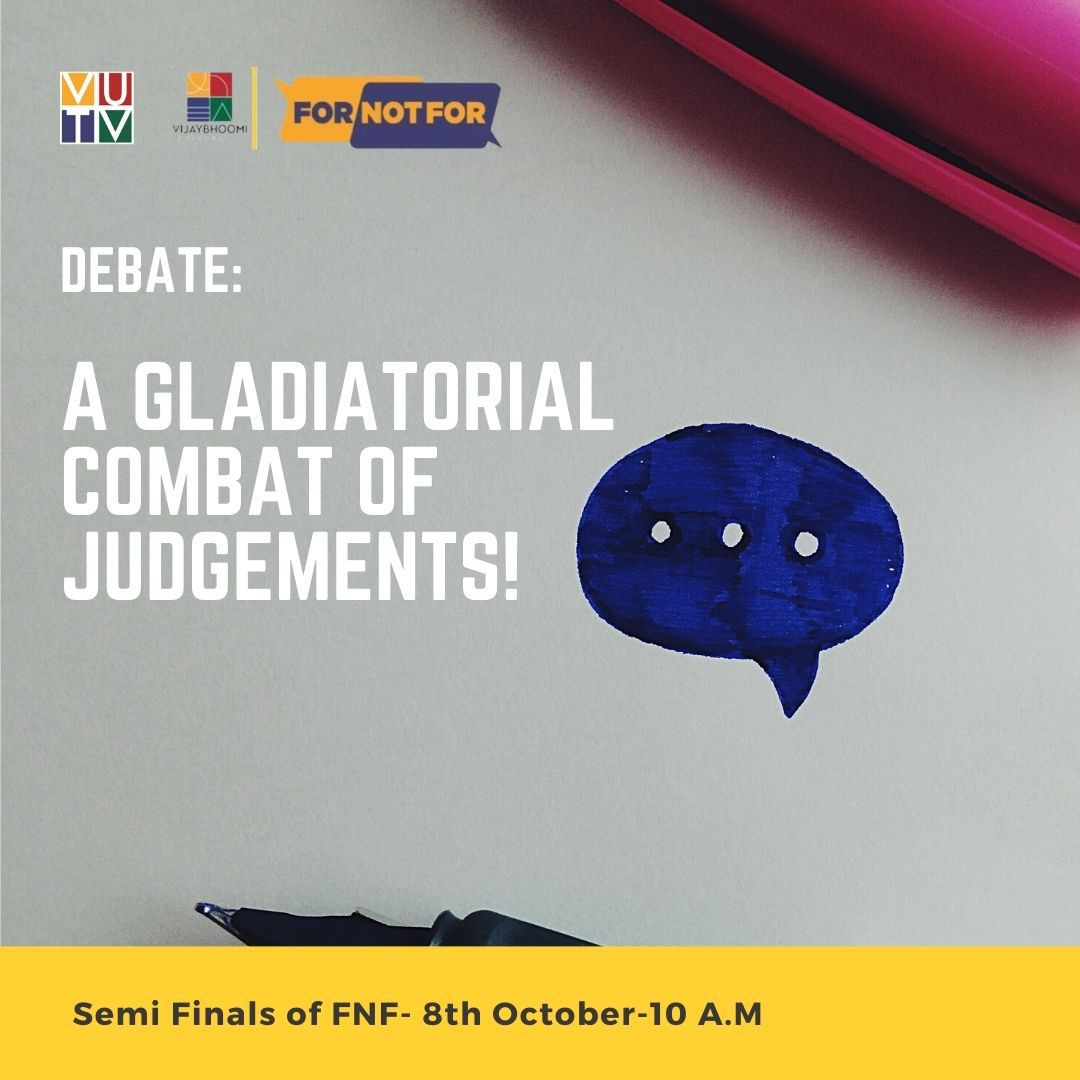 VU
TV
VIJAYBHOOMI
FOR NOT FOR
DEBATE:
A GLADIATORIAL
COMBAT OF
JUDGEMENTS!
Semi Finals of FNF- 8th October-10 A.M